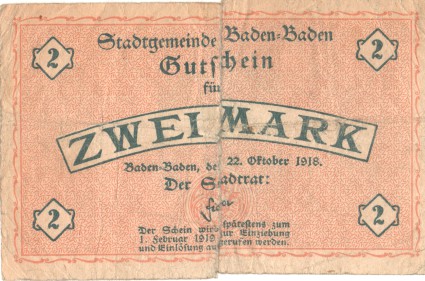 2 Stadtgemeinde Baden-Baden 2
Gutschein
für
ZWEI MARK
Baden-Baden, de 22. Oktober 1918.
Der Stadtrat:
2 Der Schein wird spätestens zum 2
1. Februar 1919 zur Einziehung
und Einlösung aufgerufen werden.